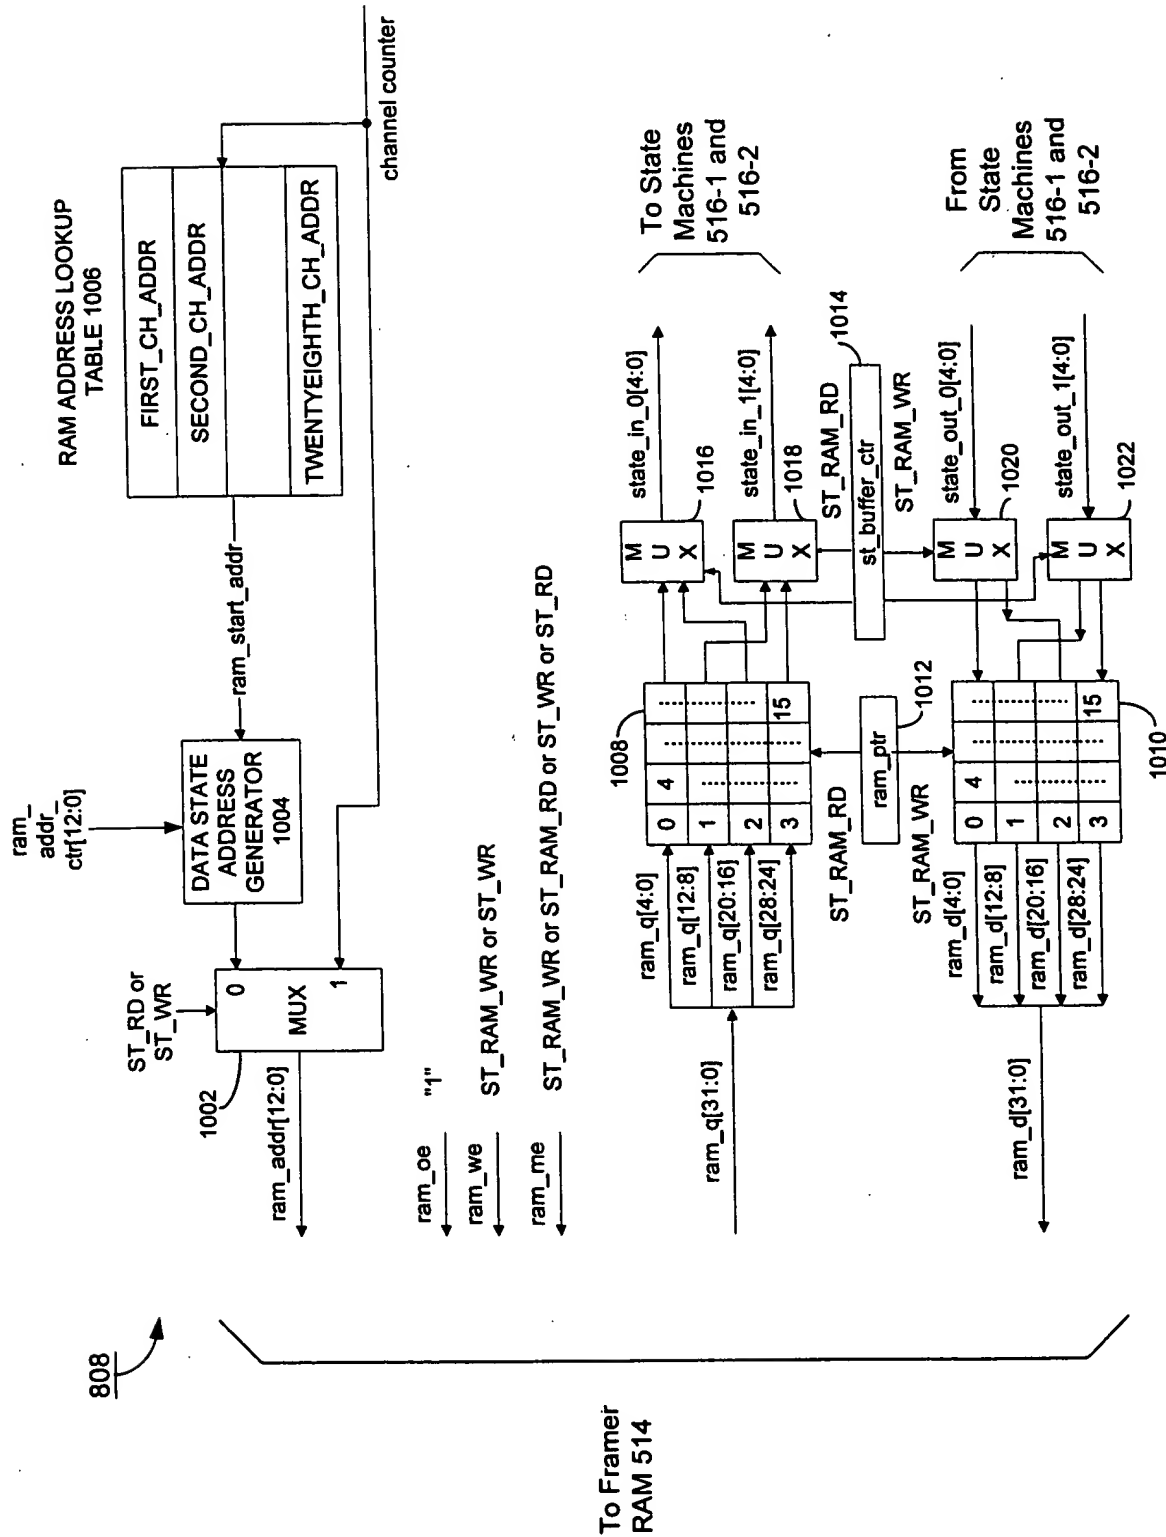 808
To Framer
RAM 514
RAM ADDRESS LOOKUP
TABLE 1006
FIRST_CH_ADDR
SECOND_CH_ADDR
TWENTYEIGHTH_CH_ADDR
channel counter
ram_start_addr
ram_
addr_
ctr[12:0]
DATA STATE
ADDRESS
GENERATOR
1004
ST_RD or
ST_WR
0
MUX
1
1002
ram_addr[12:0]
ram_oe "1"
ram_we ST_RAM_WR or ST_WR
ram_me ST_RAM_WR or ST_RAM_RD or ST_WR or ST_RD
ram_q[31:0]
ram_q[4:0]
ram_q[12:8]
ram_q[20:16]
ram_q[28:24]
1008
0 4
1
2
3 15
M
U
X
1016
state_in_0[4:0]
M
U
X
1018
state_in_1[4:0]
To State
Machines
516-1 and
516-2
ST_RAM_RD
ram_ptr
1012
ST_RAM_WR
ST_RAM_RD
st_buffer_ctr
1014
ST_RAM_WR
ram_d[31:0]
ram_d[4:0]
ram_d[12:8]
ram_d[20:16]
ram_d[28:24]
0 4
1
2
3 15
1010
M
U
X
1020
state_out_0[4:0]
M
U
X
1022
state_out_1[4:0]
From
State
Machines
516-1 and
516-2